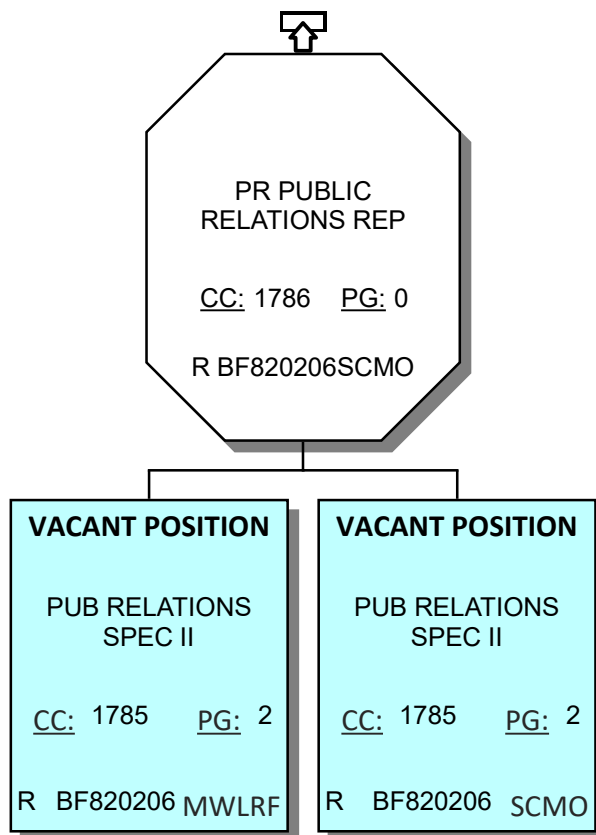 PR PUBLIC
RELATIONS REP
CC: 1786 PG: 0
R BF820206SCMO
VACANT POSITION
PUB RELATIONS
SPEC II
CC: 1785 PG: 2
R BF820206 MWLRF
VACANT POSITION
PUB RELATIONS
SPEC II
CC: 1785 PG: 2
R BF820206 SCMO